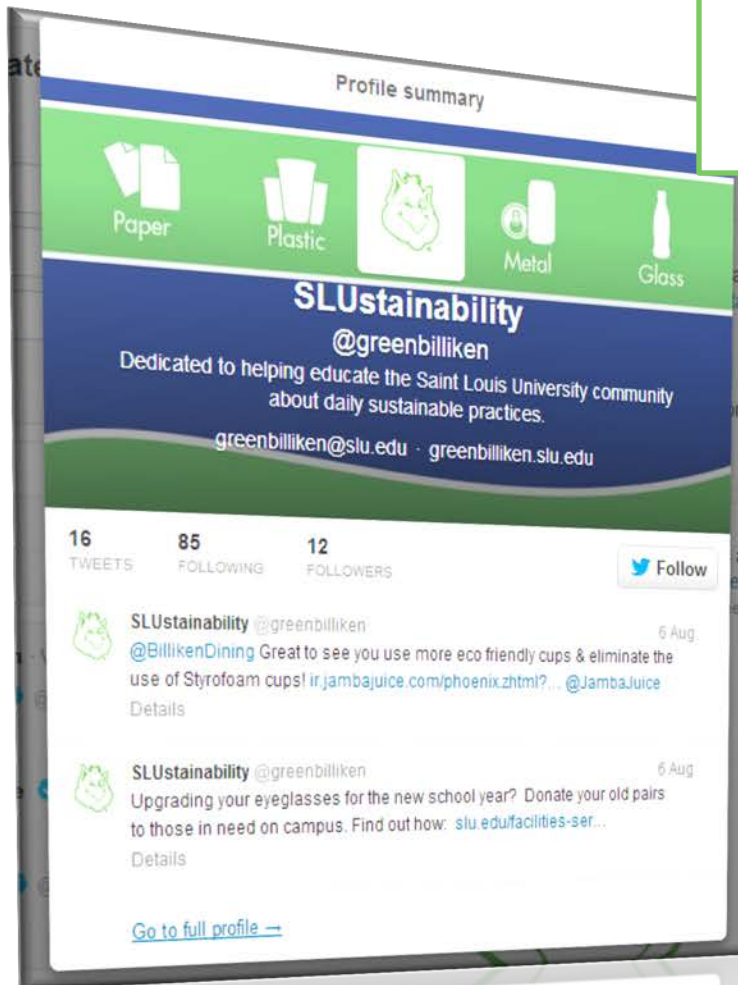 Profile summary
Paper
Plastic
Metal
Glass
SLUstainability
@greenbilliken
Dedicated to helping educate the Saint Louis University community
about daily sustainable practices.
greenbilliken@slu.edu · greenbilliken.slu.edu
16 85 12
TWEETS FOLLOWING FOLLOWERS
Follow
SLUstainability @greenbilliken 6 Aug
@BillikenDining Great to see you use more eco friendly cups & eliminate the
use of Styrofoam cups! ir.jambajuice.com/phoenix.zhtml?... @JambaJuice
Details
SLUstainability @greenbilliken 6 Aug
Upgrading your eyeglasses for the new school year? Donate your old pairs
to those in need on campus. Find out how: slu.edu/facilities-ser...
Details
Go to full profile →